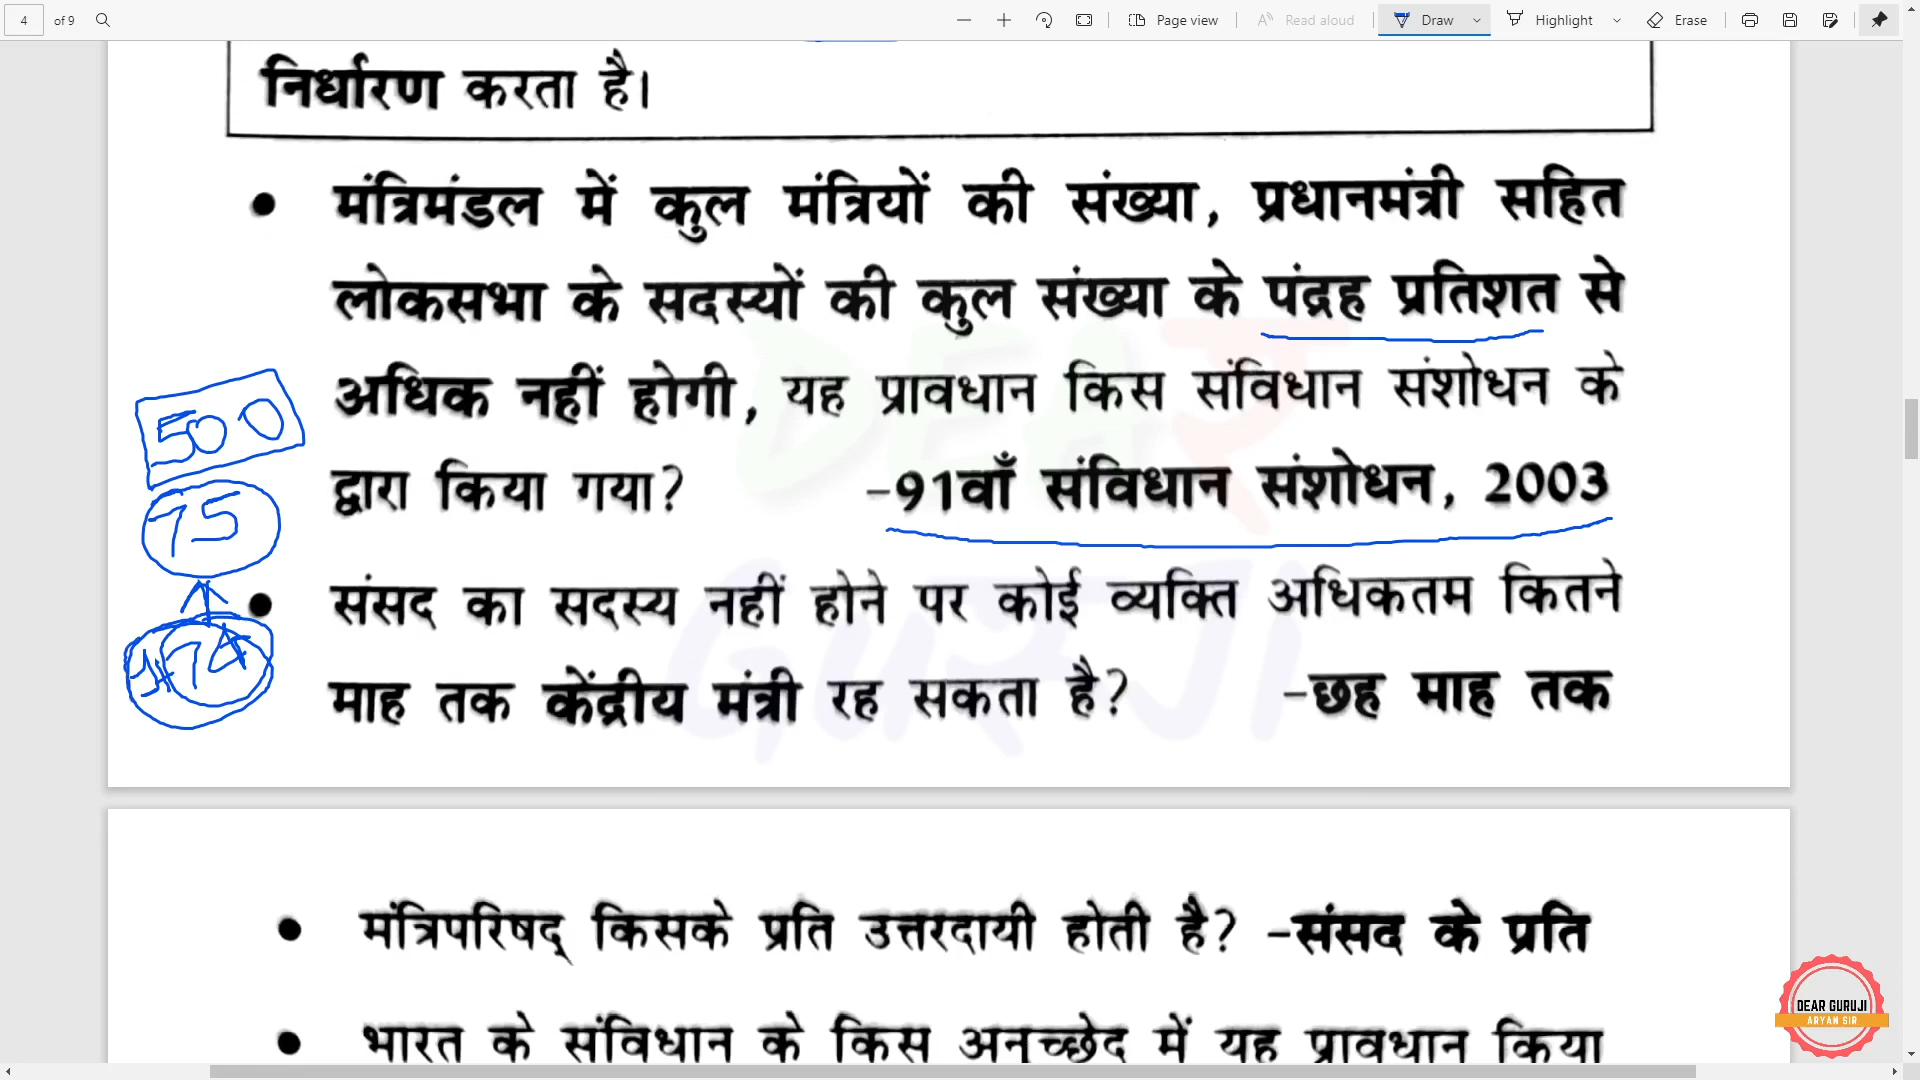 4 of 9 Page view Read aloud Draw Highlight Erase
निर्धारण करता है।
• मंत्रिमंडल में कुल मंत्रियों की संख्या, प्रधानमंत्री सहित
लोकसभा के सदस्यों की कुल संख्या के पंद्रह प्रतिशत से
अधिक नहीं होगी, यह प्रावधान किस संविधान संशोधन के
500
द्वारा किया गया? -91वाँ संविधान संशोधन, 2003
75
• संसद का सदस्य नहीं होने पर कोई व्यक्ति अधिकतम कितने
74
माह तक केंद्रीय मंत्री रह सकता है? -छह माह तक
• मंत्रिपरिषद् किसके प्रति उत्तरदायी होती है? -संसद के प्रति
• भारत के संविधान के किस अनुच्छेद में यह प्रावधान किया
DEAR GURUJI
ARYAN SIR